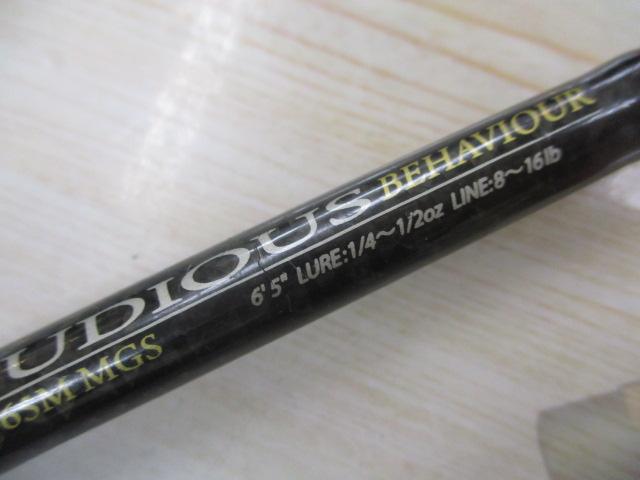 UDIOUS BEHAVIOUR
65M MGS
6' 5" LURE:1/4～1/2oz LINE:8～16lb